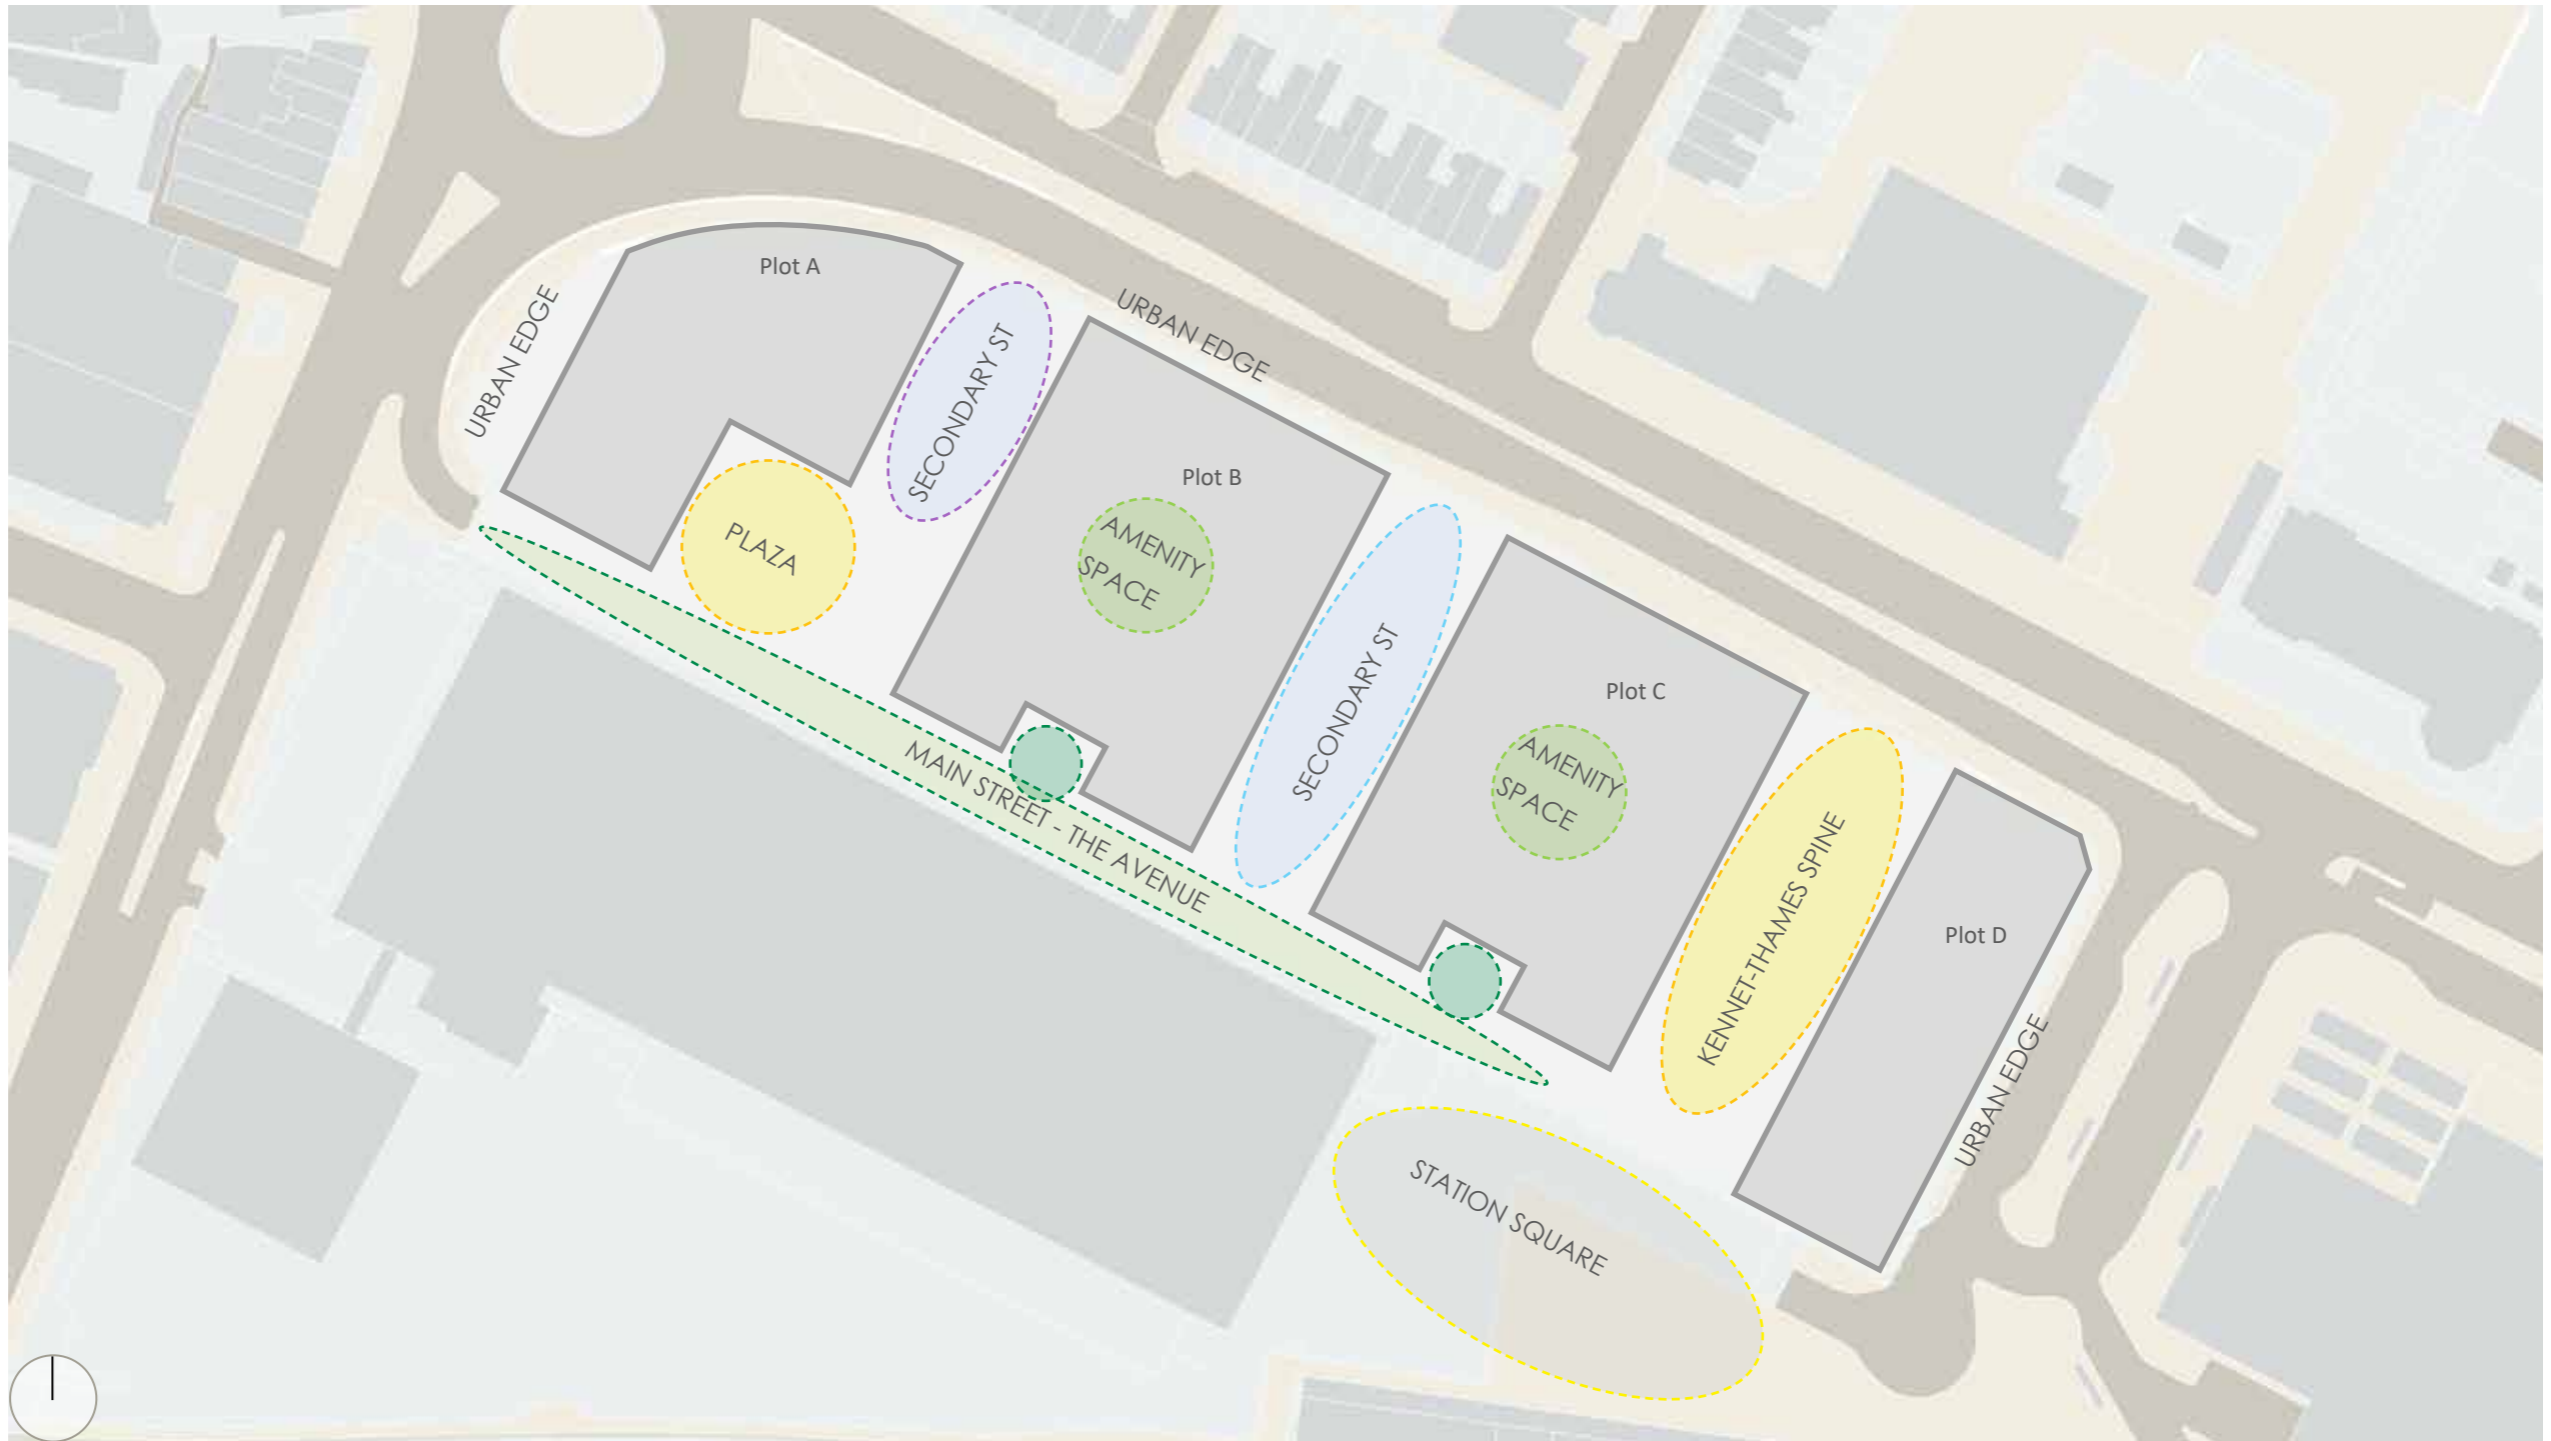 Plot A
URBAN EDGE
SECONDARY ST
URBAN EDGE
Plot B
PLAZA
AMENITY
SPACE
SECONDARY ST
Plot C
MAIN STREET - THE AVENUE
AMENITY
SPACE
KENNET-THAMES SPINE
Plot D
URBAN EDGE
STATION SQUARE